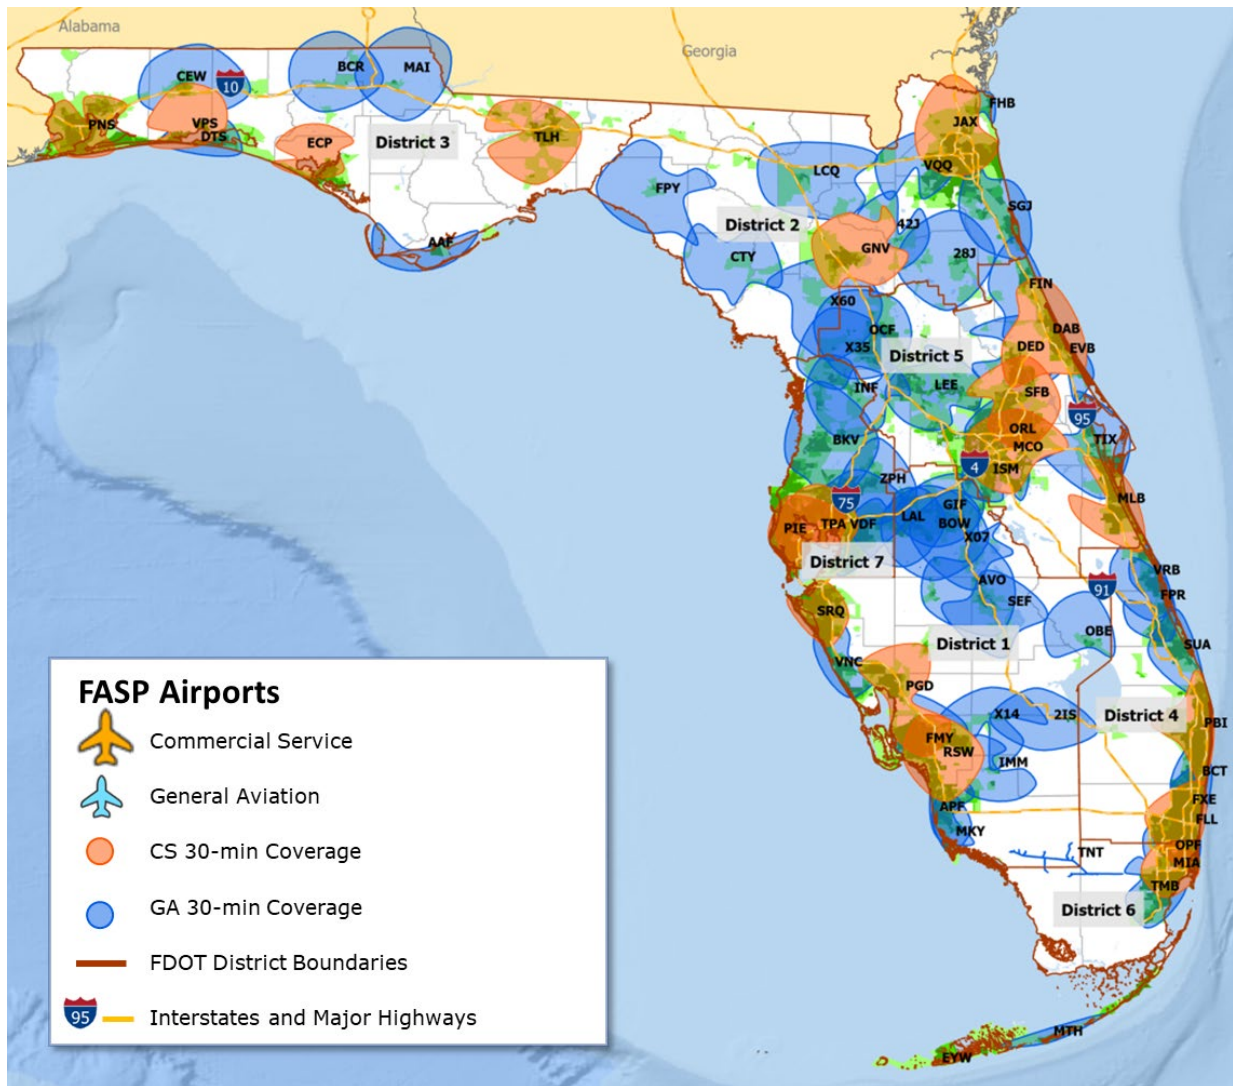 Alabama
Georgia
CEW
10
BCR
MAI
PNS
VPS
DTS
ECP
District 3
TLH
FHB
JAX
VQQ
LCQ
FPY
SGJ
District 2
42J
GNV
28J
CTY
AAF
FIN
X60
OCF
DAB
X35
District 5
DED
EVB
INF
LEE
SFB
95
ORL
BKV
MCO
TIX
4
ISM
ZPH
75
MLB
PIE
TPA
VDF
LAL
GIF
BOW
X07
District 7
AVO
VRB
91
FPR
SEF
SRQ
OBE
District 1
SUA
VNC
PGD
X14
2IS
District 4
PBI
FMY
RSW
IMM
BCT
APF
FXE
FLL
MKY
OPF
TNT
MIA
TMB
District 6
MTH
EYW
FASP Airports
Commercial Service
General Aviation
CS 30-min Coverage
GA 30-min Coverage
FDOT District Boundaries
95
Interstates and Major Highways